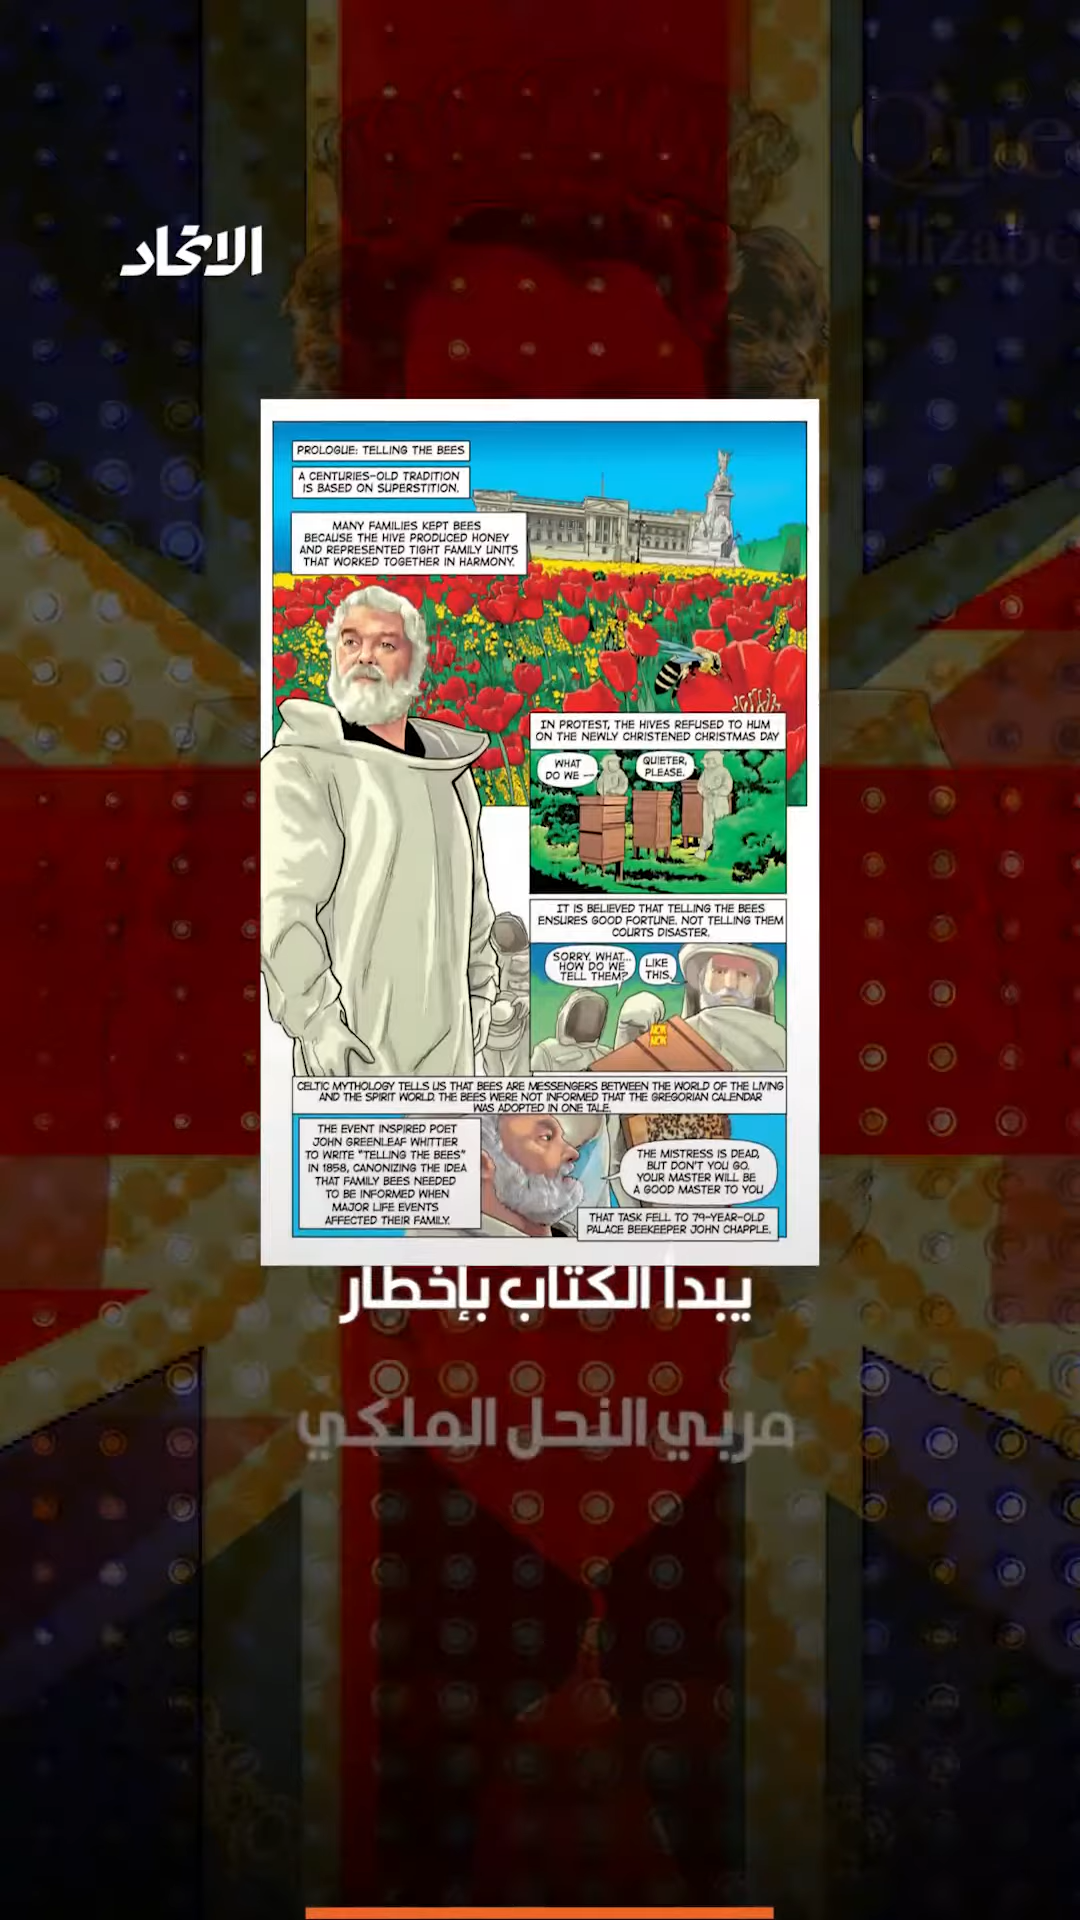 Que
Elizabe
الاتحاد
PROLOGUE: TELLING THE BEES
A CENTURIES-OLD TRADITION
IS BASED ON SUPERSTITION.
MANY FAMILIES KEPT BEES
BECAUSE THE HIVE PRODUCED HONEY
AND REPRESENTED TIGHT FAMILY UNITS
THAT WORKED TOGETHER IN HARMONY.
IN PROTEST, THE HIVES REFUSED TO HUM
ON THE NEWLY CHRISTENED CHRISTMAS DAY
WHAT
DO WE —
QUIETER,
PLEASE.
IT IS BELIEVED THAT TELLING THE BEES
ENSURES GOOD FORTUNE. NOT TELLING THEM
COURTS DISASTER.
SORRY, WHAT...
HOW DO WE
TELL THEM?
LIKE
THIS.
NOK
NOK
CELTIC MYTHOLOGY TELLS US THAT BEES ARE MESSENGERS BETWEEN THE WORLD OF THE LIVING
AND THE SPIRIT WORLD. THE BEES WERE NOT INFORMED THAT THE GREGORIAN CALENDAR
WAS ADOPTED IN ONE TALE.
THE EVENT INSPIRED POET
JOHN GREENLEAF WHITTIER
TO WRITE "TELLING THE BEES"
IN 1858, CANONIZING THE IDEA
THAT FAMILY BEES NEEDED
TO BE INFORMED WHEN
MAJOR LIFE EVENTS
AFFECTED THEIR FAMILY.
THE MISTRESS IS DEAD,
BUT DON'T YOU GO.
YOUR MASTER WILL BE
A GOOD MASTER TO YOU
THAT TASK FELL TO 79-YEAR-OLD
PALACE BEEKEEPER JOHN CHAPPLE.
يبدأ الكتاب بإخطار
مربي النحل الملكي